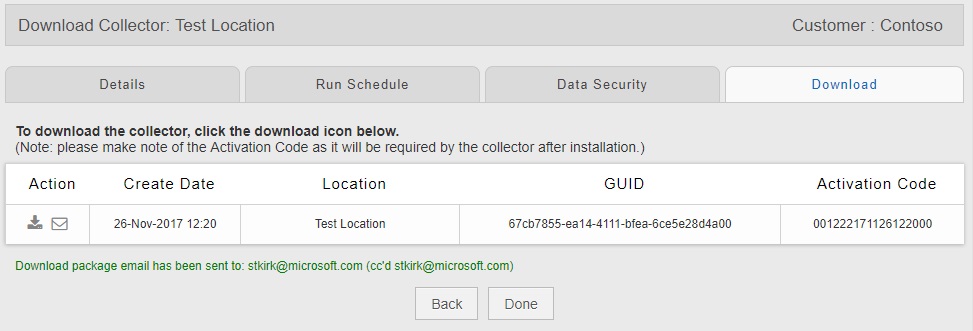 Download Collector: Test Location Customer : Contoso
Details Run Schedule Data Security Download
To download the collector, click the download icon below.
(Note: please make note of the Activation Code as it will be required by the collector after installation.)
Action Create Date Location GUID Activation Code
26-Nov-2017 12:20 Test Location 67cb7855-ea14-4111-bfea-6ce5e28d4a00 001222171126122000
Download package email has been sent to: stkirk@microsoft.com (cc'd stkirk@microsoft.com)
Back Done